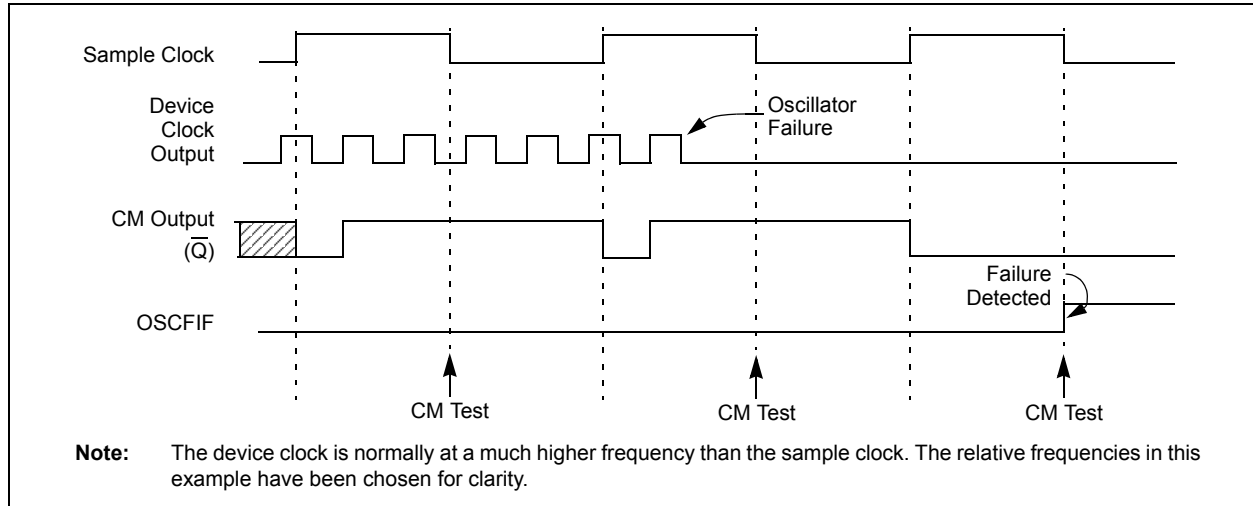 Sample Clock
Device
Clock
Output
Oscillator
Failure
CM Output
(Q̅)
Failure
Detected
OSCFIF
CM Test
CM Test
CM Test
Note: The device clock is normally at a much higher frequency than the sample clock. The relative frequencies in this
example have been chosen for clarity.